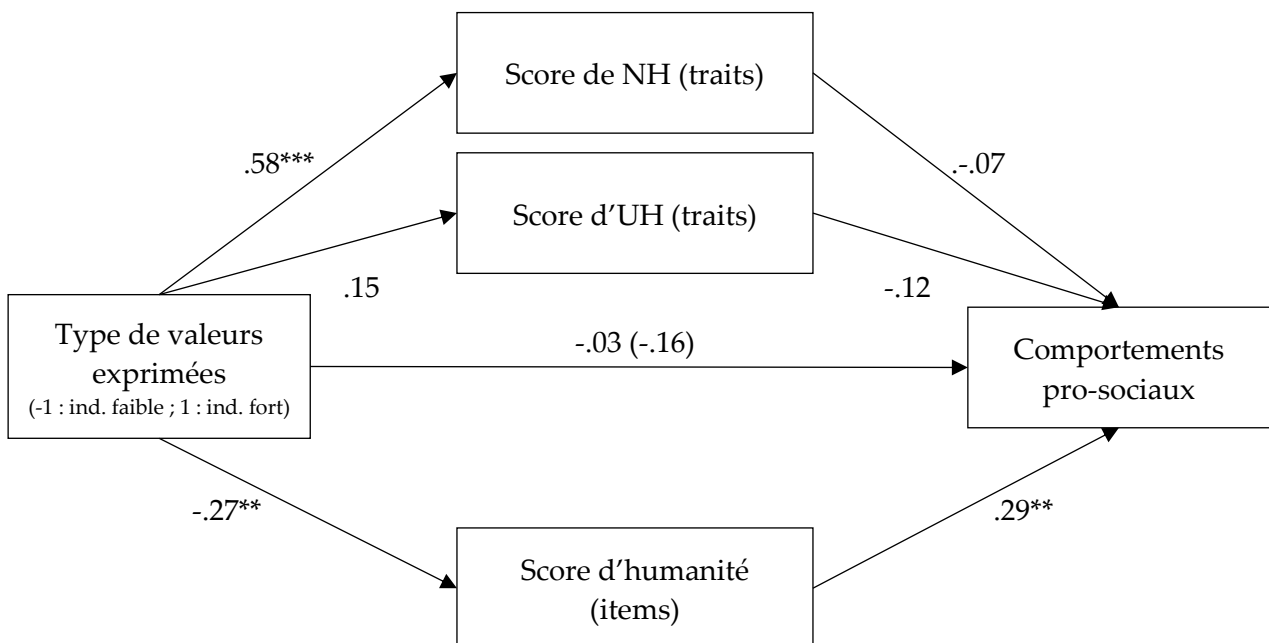 Score de NH (traits)
.58***
.-.07
Score d’UH (traits)
.15
-.12
Type de valeurs
exprimées
(-1 : ind. faible ; 1 : ind. fort)
-.03 (-.16)
Comportements
pro-sociaux
-.27**
.29**
Score d’humanité
(items)